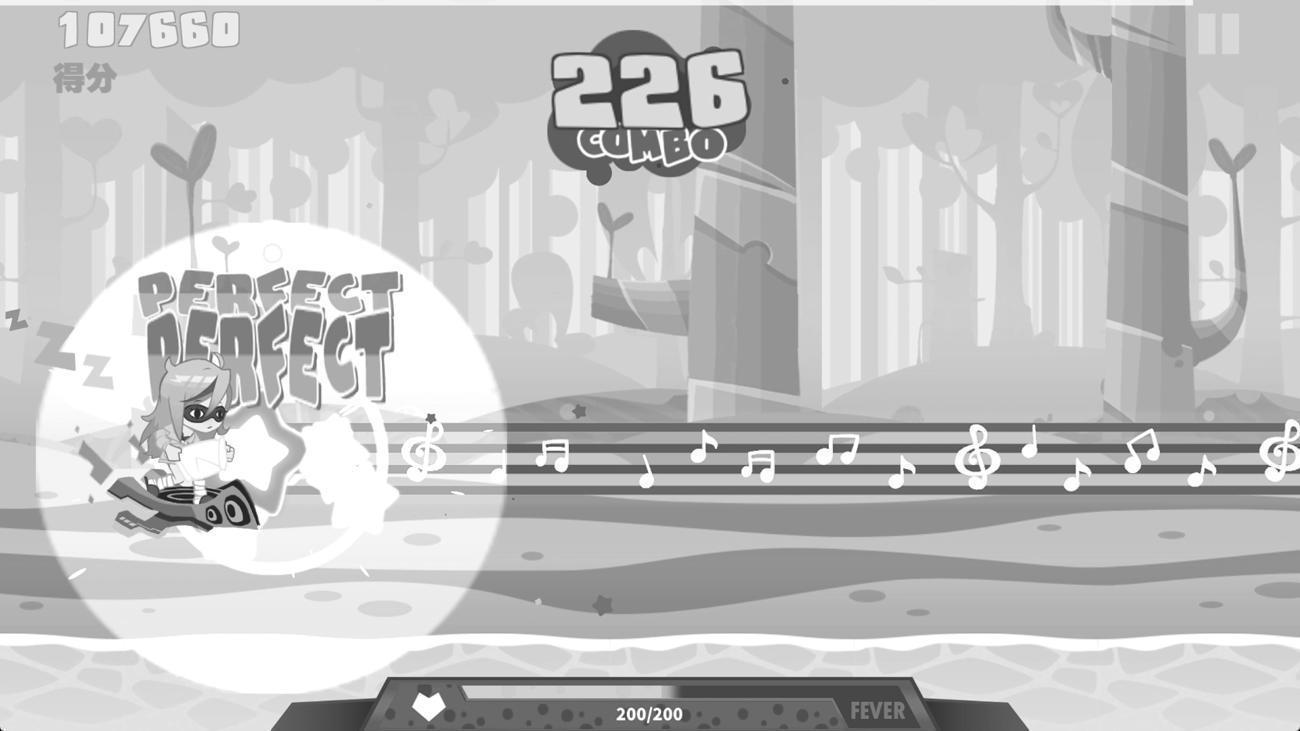 107660
得分
226
COMBO
PERFECT
PERFECT
z
Z
Z
200/200
FEVER